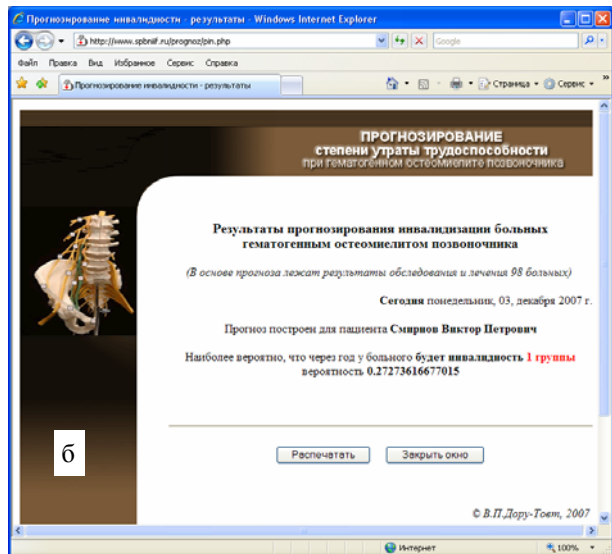 Прогнозирование инвалидности - результаты - Windows Internet Explorer
http://www.spbniif.ru/prognoz/pin.php
Google
Файл Правка Вид Избранное Сервис Справка
Прогнозирование инвалидности - результаты
Страница Сервис
ПРОГНОЗИРОВАНИЕ
степени утраты трудоспособности
при гематогенном остеомиелите позвоночника
Результаты прогнозирования инвалидизации больных
гематогенным остеомиелитом позвоночника
(В основе прогноза лежат результаты обследования и лечения 98 больных)
Сегодня понедельник, 03, декабря 2007 г.
Прогноз построен для пациента Смирнов Виктор Петрович
Наиболее вероятно, что через год у больного будет инвалидность 1 группы
вероятность 0.27273616677015
б
Распечатать Закрыть окно
© В.П.Дору-Товт, 2007
Интернет 100%